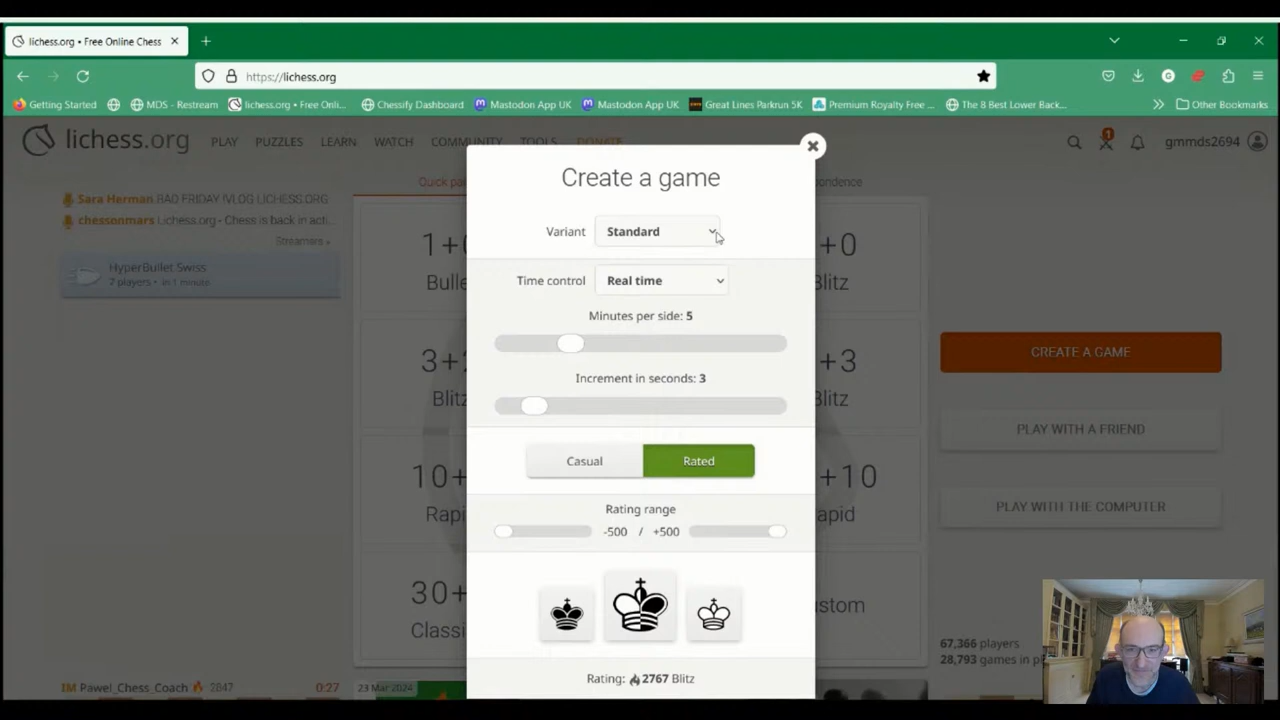 lichess.org • Free Online Chess
https://lichess.org
Getting Started
MDS - Restream
lichess.org • Free Onli...
Chessify Dashboard
Mastodon App UK
Mastodon App UK
Great Lines Parkrun 5K
Premium Royalty Free ...
The 8 Best Lower Back...
Other Bookmarks
lichess.org
PLAY
PUZZLES
LEARN
WATCH
COMMUNITY
TOOLS
DONATE
1
gmmds2694
Sara Herman BAD FRIDAY !VLOG LICHESS.ORG
chessonmars Lichess.org - Chess is back in acti...
Streamers »
HyperBullet Swiss
7 players • in 1 minute
Create a game
Variant
Standard
Time control
Real time
Minutes per side: 5
Increment in seconds: 3
Casual
Rated
Rating range
-500 / +500
Rating: 2767 Blitz
CREATE A GAME
PLAY WITH A FRIEND
PLAY WITH THE COMPUTER
67,366 players
IM Pawel_Chess_Coach 2847
0:27
23 Mar 2024